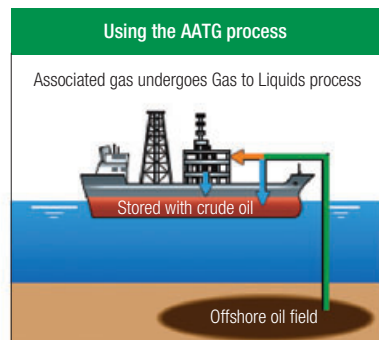 Using the AATG process
Associated gas undergoes Gas to Liquids process
Stored with crude oil
Offshore oil field